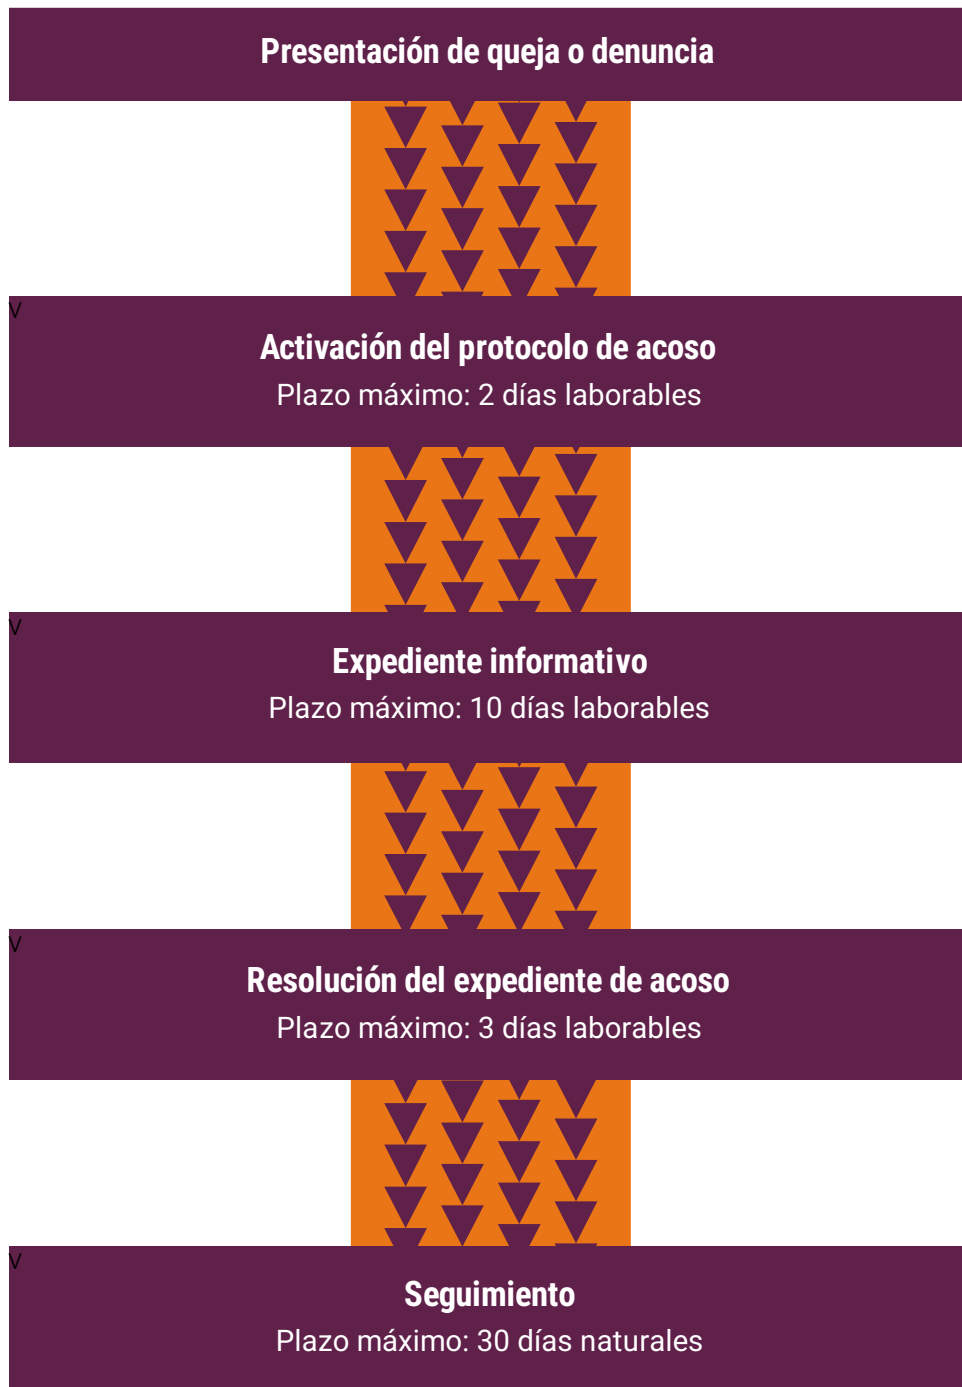 Presentación de queja o denuncia
V
Activación del protocolo de acoso
Plazo máximo: 2 días laborables
V
Expediente informativo
Plazo máximo: 10 días laborables
V
Resolución del expediente de acoso
Plazo máximo: 3 días laborables
V
Seguimiento
Plazo máximo: 30 días naturales